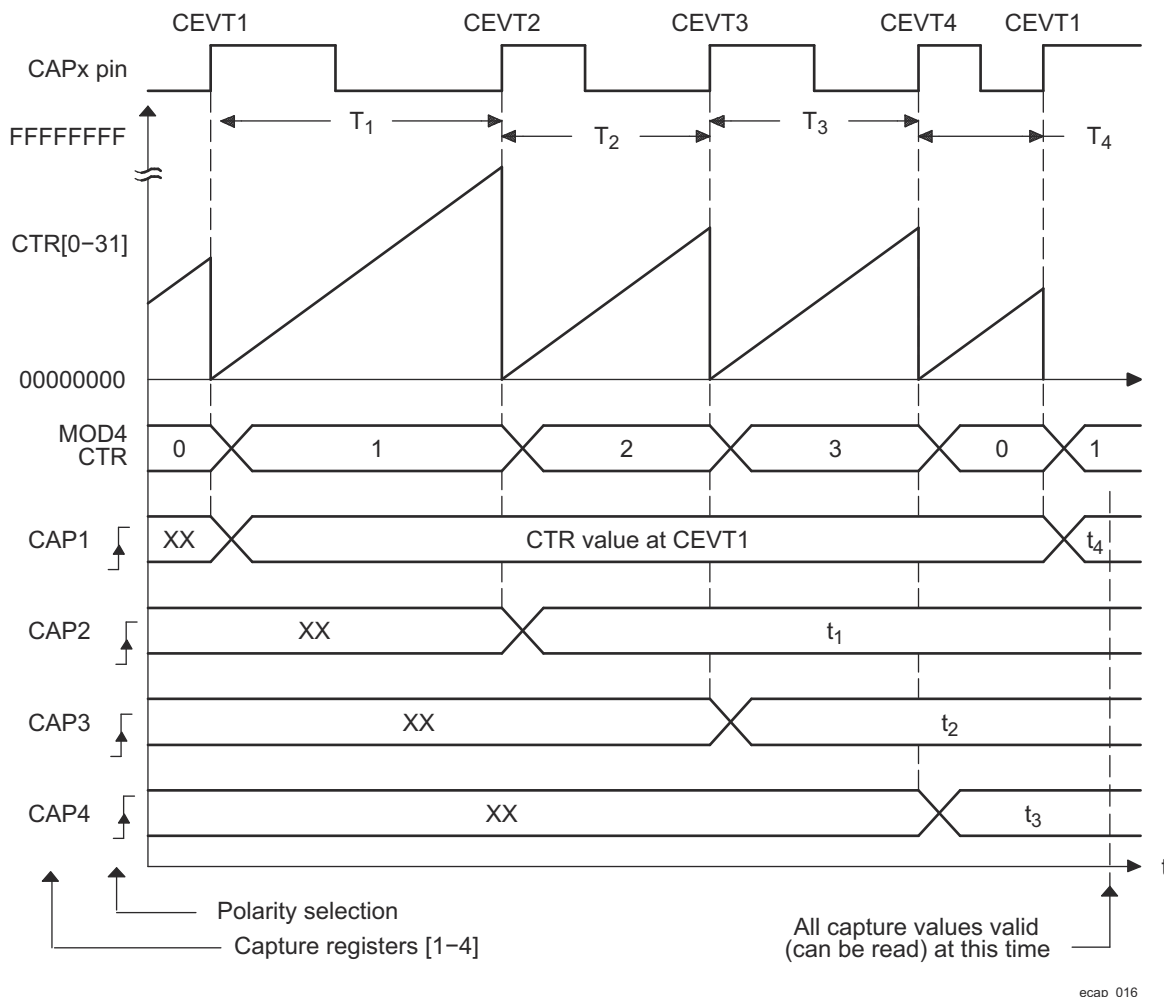 CEVT1 CEVT2 CEVT3 CEVT4 CEVT1
CAPx pin
T1 T2 T3 T4
FFFFFFFF
CTR[0−31]
00000000
MOD4
CTR
0 1 2 3 0 1
CAP1 XX CTR value at CEVT1 t4
CAP2 XX t1
CAP3 XX t2
CAP4 XX t3
t
Polarity selection
Capture registers [1−4]
All capture values valid
(can be read) at this time
ecap_016